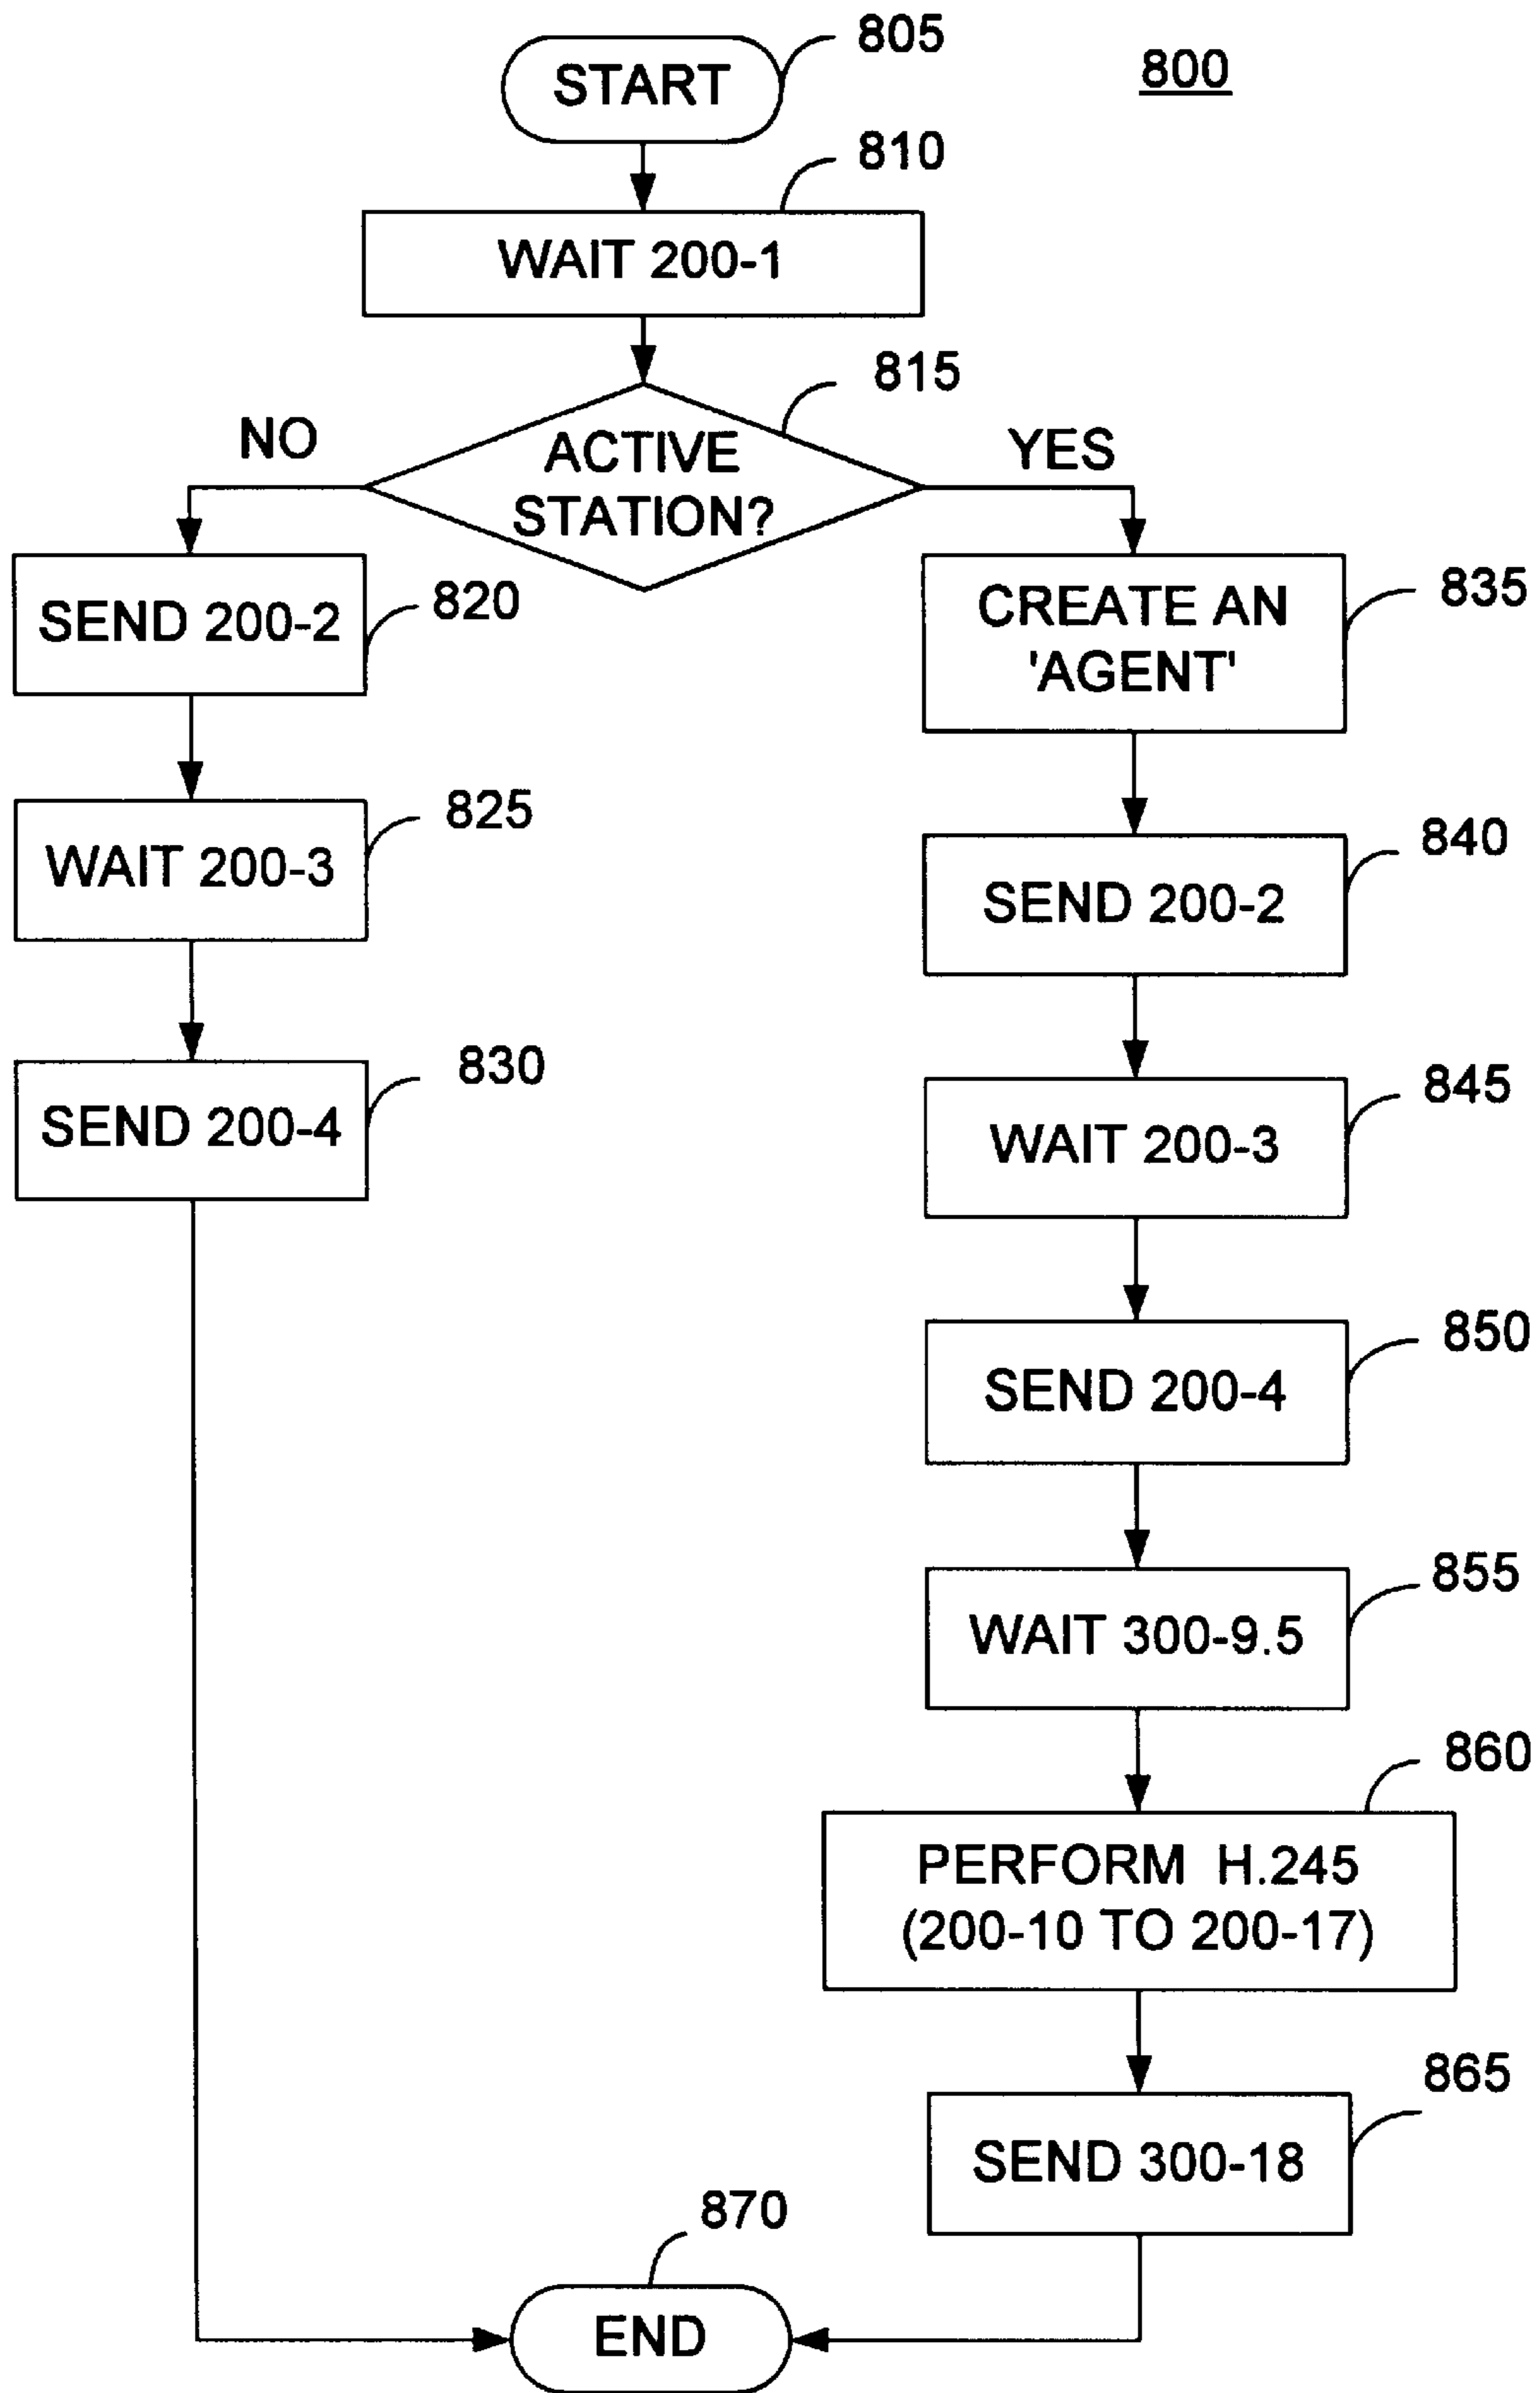 805
START
800
810
WAIT 200-1
815
NO
ACTIVE
STATION?
YES
SEND 200-2
820
CREATE AN
'AGENT'
835
WAIT 200-3
825
SEND 200-2
840
SEND 200-4
830
WAIT 200-3
845
SEND 200-4
850
WAIT 300-9.5
855
860
PERFORM H.245
(200-10 TO 200-17)
865
SEND 300-18
870
END